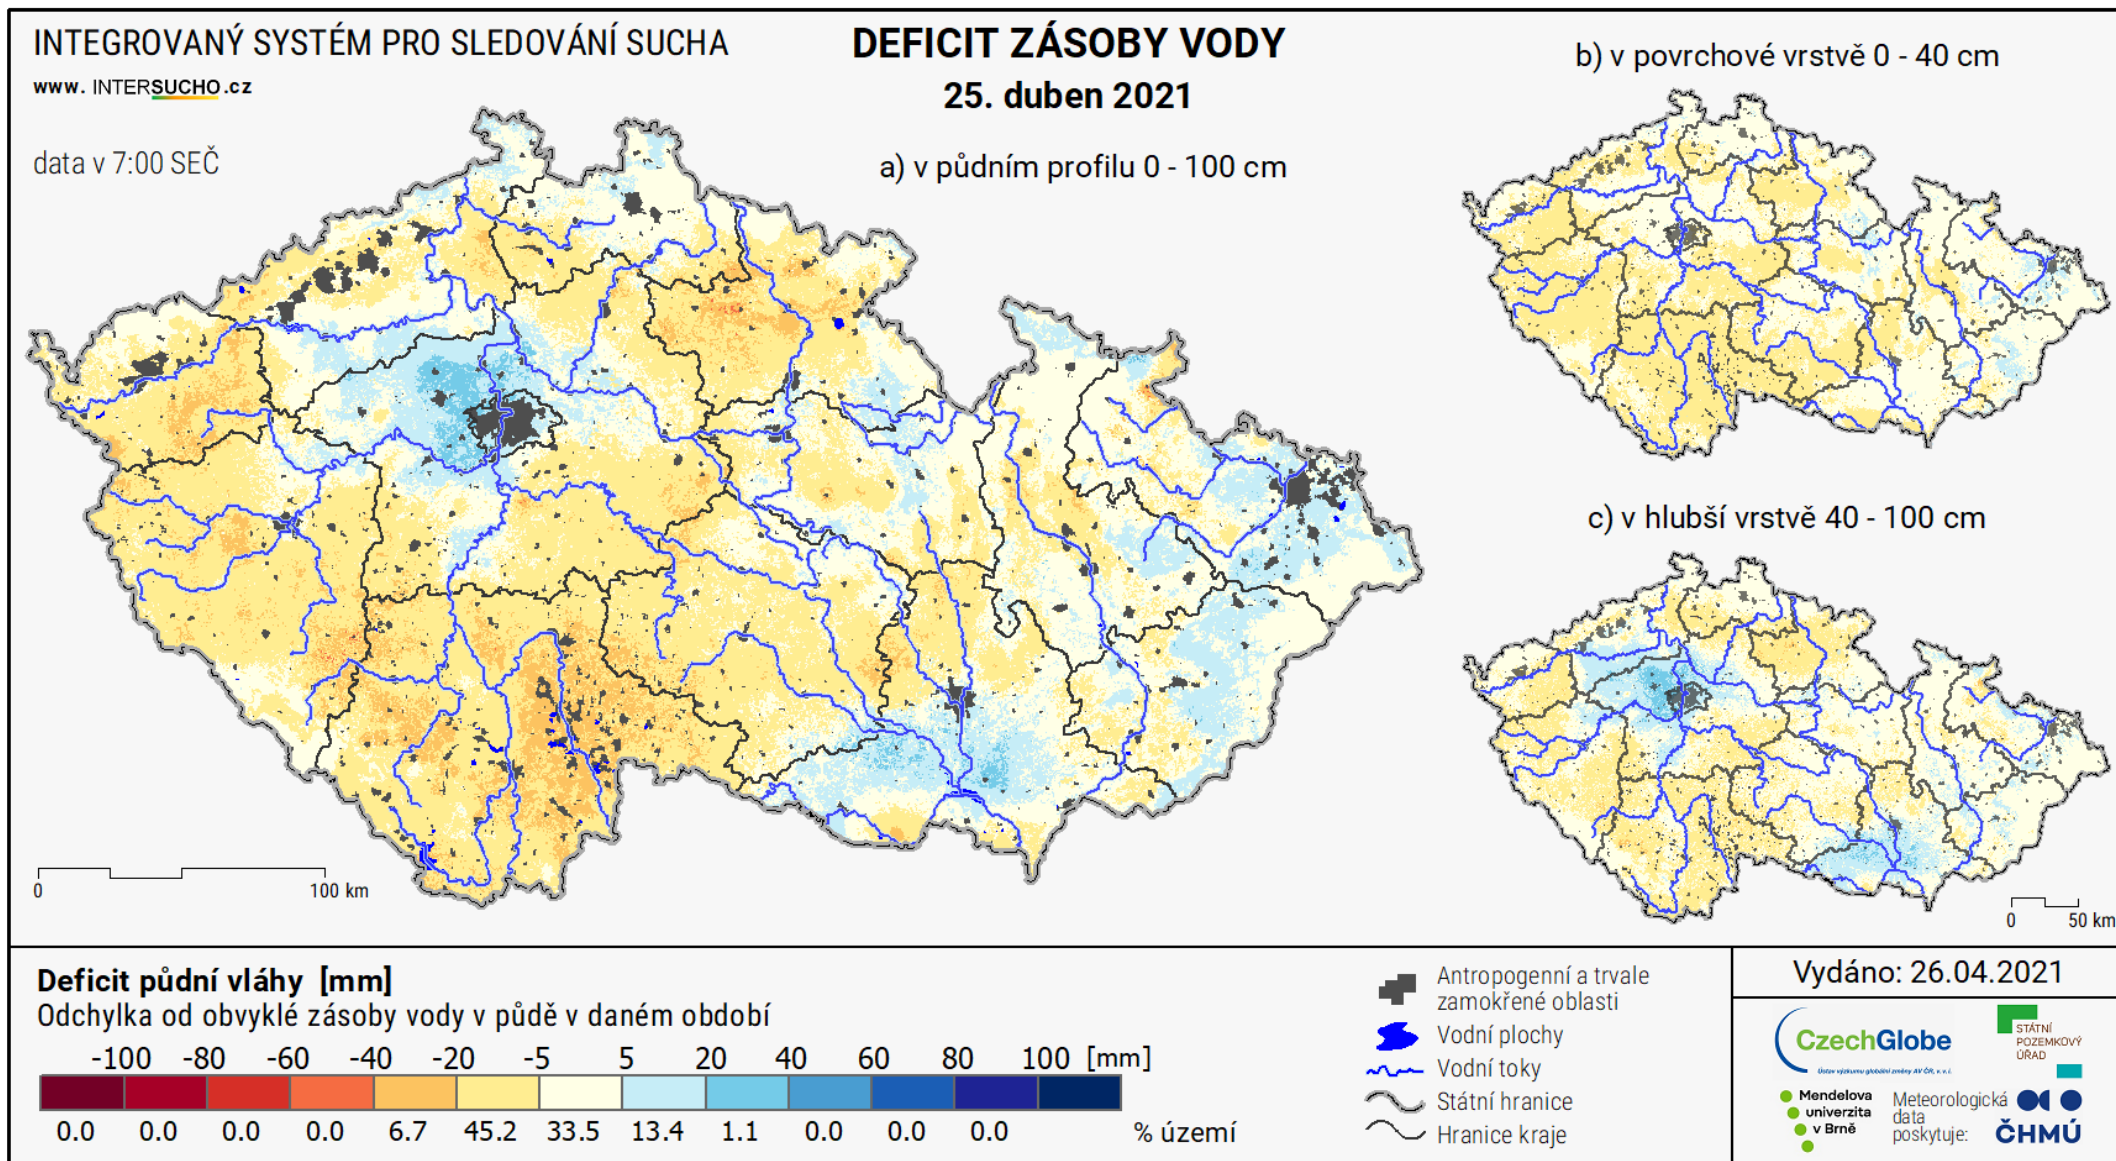 INTEGROVANÝ SYSTÉM PRO SLEDOVÁNÍ SUCHA
www. INTERSUCHO.cz
data v 7:00 SEČ
DEFICIT ZÁSOBY VODY
25. duben 2021
a) v půdním profilu 0 - 100 cm
b) v povrchové vrstvě 0 - 40 cm
c) v hlubší vrstvě 40 - 100 cm
0 100 km
0 50 km
Deficit půdní vláhy [mm]
Odchylka od obvyklé zásoby vody v půdě v daném období
-100 -80 -60 -40 -20 -5 5 20 40 60 80 100 [mm]
0.0 0.0 0.0 0.0 6.7 45.2 33.5 13.4 1.1 0.0 0.0 0.0 % území
Antropogenní a trvale
zamokřené oblasti
Vodní plochy
Vodní toky
Státní hranice
Hranice kraje
Vydáno: 26.04.2021
CzechGlobe
Ústav výzkumu globální změny AV ČR, v. v. i.
STÁTNÍ
POZEMKOVÝ
ÚŘAD
Mendelova
univerzita
v Brně
Meteorologická
data
poskytuje:
ČHMÚ